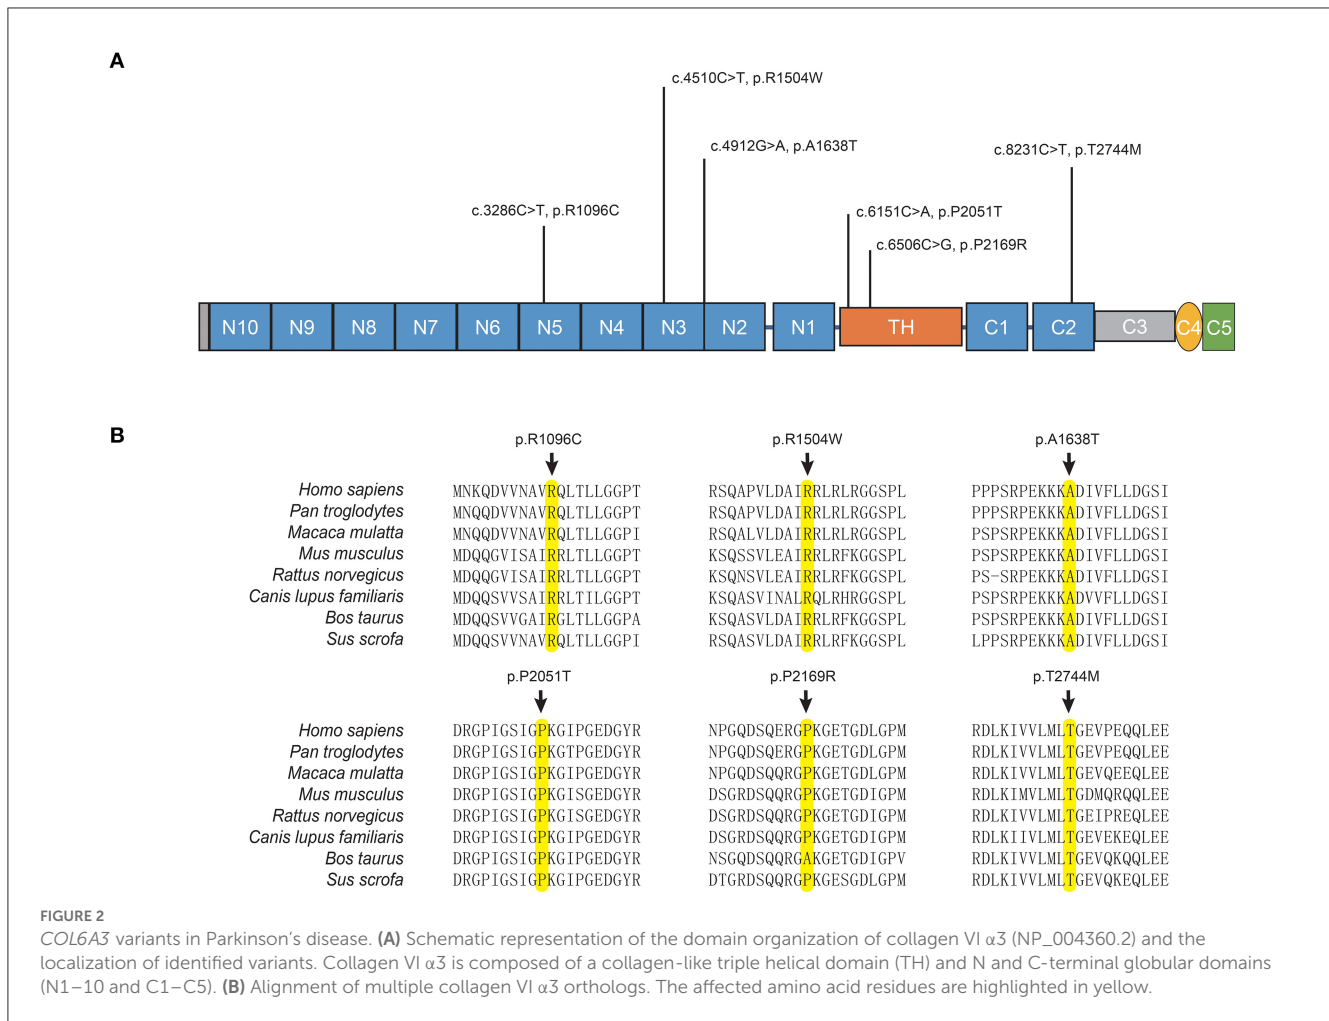 A
c.4510C>T, p.R1504W
c.4912G>A, p.A1638T
c.8231C>T, p.T2744M
c.3286C>T, p.R1096C
c.6151C>A, p.P2051T
c.6506C>G, p.P2169R
N10 N9 N8 N7 N6 N5 N4 N3 N2 N1 TH C1 C2 C3 C4 C5
B
p.R1096C p.R1504W p.A1638T
Homo sapiens MNKQDVVNAVRQLTLLGGPT RSQAPVLDAIRRLRLRGGSPL PPPSRPEKKKADIVFLLDGSI
Pan troglodytes MNQQDVVNAVRQLTLLGGPT RSQAPVLDAIRRLRLRGGSPL PPPSRPEKKKADIVFLLDGSI
Macaca mulatta MNQQDVVNAVRQLTLLGGPI RSQALVLDAIRRLRLRGGSPL PSPSRPEKKKADIVFLLDGSI
Mus musculus MDQQGVISAIRRLTLLGGPT KSQSSVLEAIRRLRFKGGSPL PSPSRPEKKKADIVFLLDGSI
Rattus norvegicus MDQQGVISAIRRLTLLGGPT KSQNSVLEAIRRLRFKGGSPL PS-SRPEKKKADIVFLLDGSI
Canis lupus familiaris MDQQSVVSAIRRLTILGGPT KSQASVINALRQLRHRGGSPL PSPSRPEKKKADVVFLLDGSI
Bos taurus MDQQSVVGAIRGLTLLGGPA KSQASVLDAIRRLRFKGGSPL PSPSRPEKKKADIVFLLDGSI
Sus scrofa MDQQSVVNAVRQLTLLGGPI RSQASVLDAIRRLRFKGGSPL LPPSRPEKKKADIVFLLDGSI
p.P2051T p.P2169R p.T2744M
Homo sapiens DRGPIGSIGPKGIPGEDGYR NPGQDSQERGPKGETGDLGPM RDLKIVVLMLTGEVPEQQLEE
Pan troglodytes DRGPIGSIGPKGTPGEDGYR NPGQDSQERGPKGETGDLGPM RDLKIVVLMLTGEVPEQQLEE
Macaca mulatta DRGPIGSIGPKGIPGEDGYR NPGQDSQQRGPKGETGDLGPM RDLKIVVLMLTGEVQEEQLEE
Mus musculus DRGPIGSIGPKGISGEDGYR DSGRDSQQRGPKGETGDIGPM RDLKIMVLMLTGDMQRQQLEE
Rattus norvegicus DRGPIGSIGPKGISGEDGYR DSGRDSQQRGPKGETGDIGPM RDLKIVVLMLTGEIPREQLEE
Canis lupus familiaris DRGPIGSIGPKGIPGEDGYR DSGRDSQQRGPKGETGDIGPM RDLKIIVLMLTGEVEKEQLEE
Bos taurus DRGPIGSIGPKGIPGEDGYR NSGQDSQQRGAKGETGDIGPV RDLKIVVLMLTGEVQKQQLEE
Sus scrofa DRGPIGSIGPKGIPGEDGYR DTGRDSQQRGPKGESGDLGPM RDLKIVVLMLTGEVQKEQLEE
FIGURE 2
COL6A3 variants in Parkinson's disease. (A) Schematic representation of the domain organization of collagen VI α3 (NP_004360.2) and the
localization of identified variants. Collagen VI α3 is composed of a collagen-like triple helical domain (TH) and N and C-terminal globular domains
(N1–10 and C1–C5). (B) Alignment of multiple collagen VI α3 orthologs. The affected amino acid residues are highlighted in yellow.